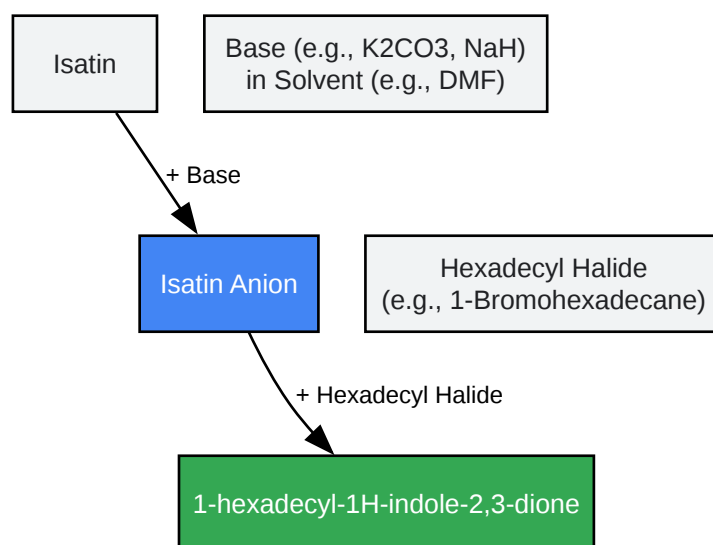 Isatin
Base (e.g., K2CO3, NaH)
in Solvent (e.g., DMF)
+ Base
Isatin Anion
Hexadecyl Halide
(e.g., 1-Bromohexadecane)
+ Hexadecyl Halide
1-hexadecyl-1H-indole-2,3-dione